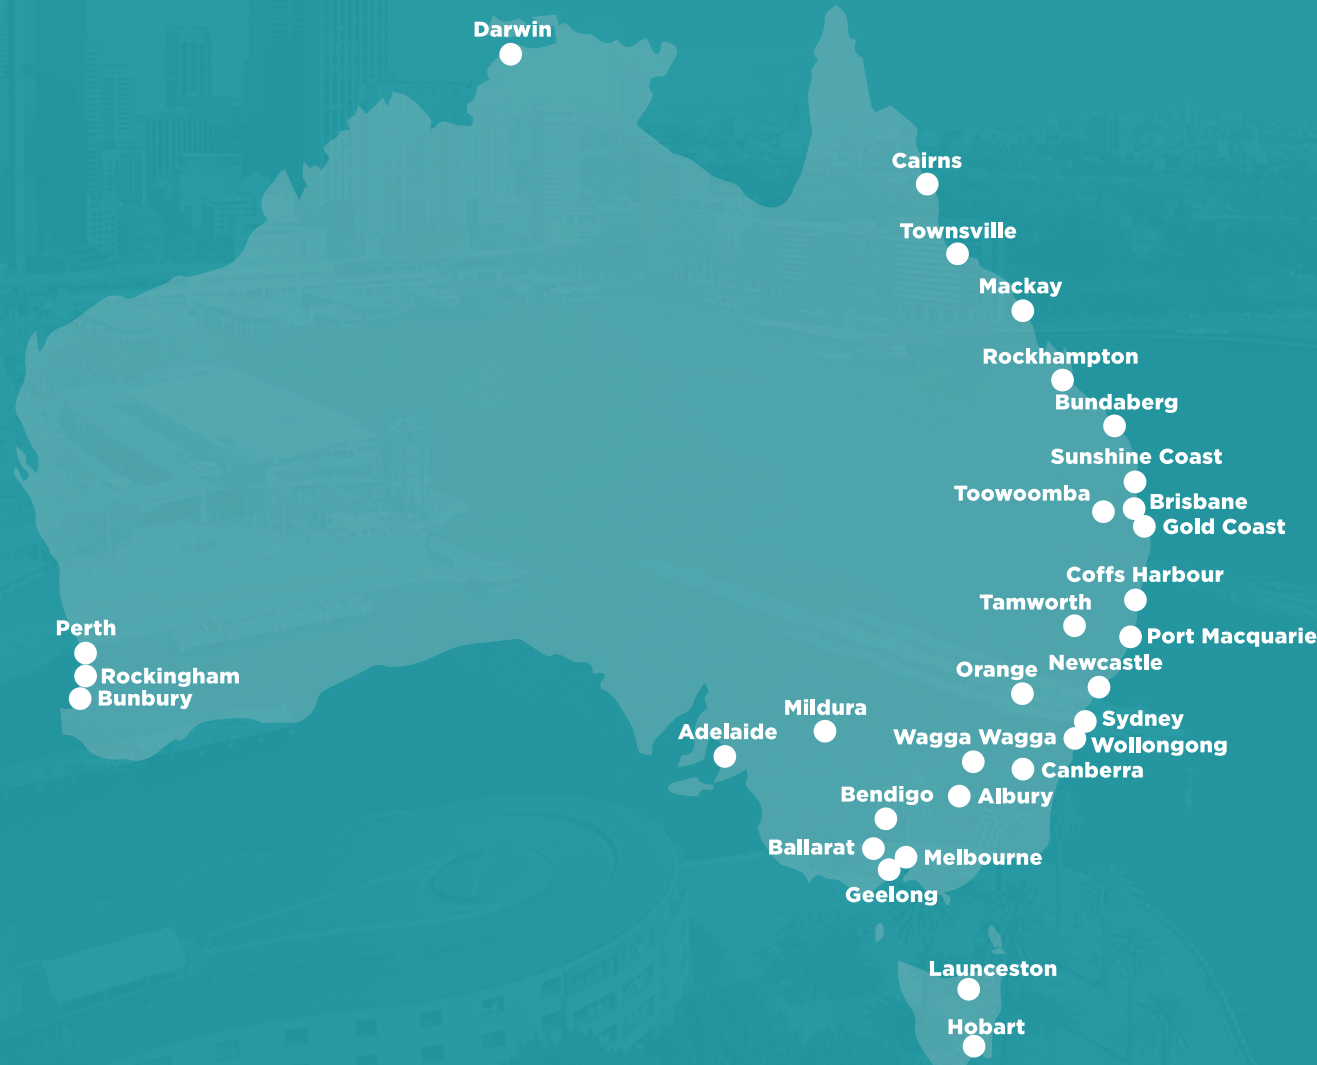 Darwin
Cairns
Townsville
Mackay
Rockhampton
Bundaberg
Sunshine Coast
Toowoomba
Brisbane
Gold Coast
Coffs Harbour
Tamworth
Perth
Port Macquarie
Newcastle
Orange
Rockingham
Bunbury
Mildura
Sydney
Adelaide
Wagga Wagga
Wollongong
Canberra
Bendigo
Albury
Ballarat
Melbourne
Geelong
Launceston
Hobart